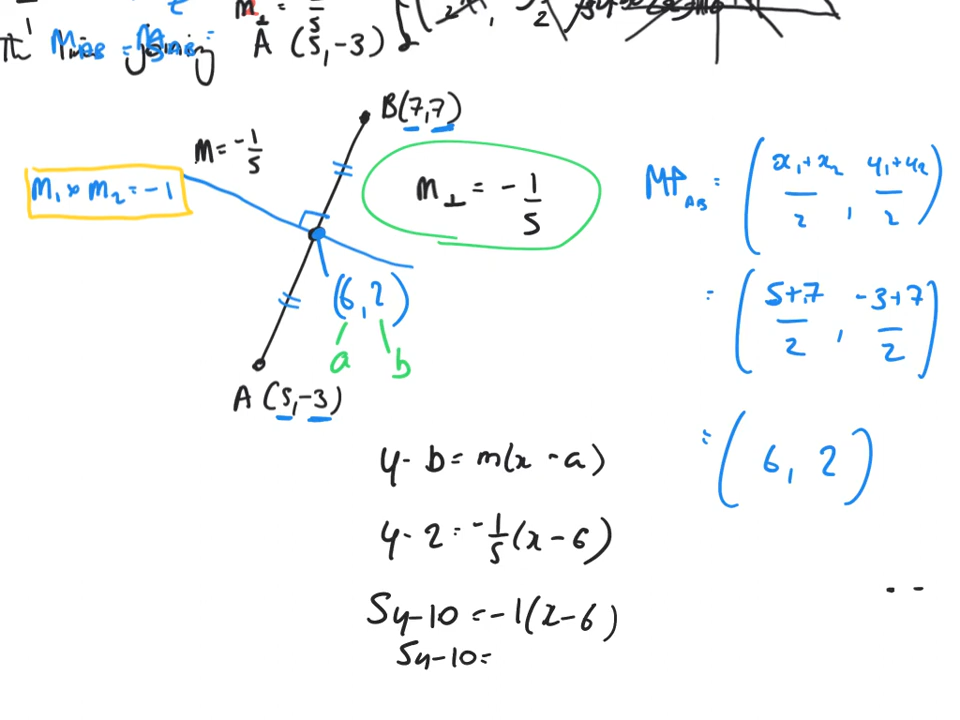 A (5,-3)
B(7,7)
M = -1/5
M₁ × M₂ = -1
M⊥ = - 1/5
MP_AB = (x₁+x₂/2, y₁+y₂/2)
(6, 2)
= (5+7/2, -3+7/2)
a b
A (5,-3)
y - b = m(x - a)
= (6, 2)
y - 2 = -1/5(x - 6)
5y-10 = -1(x-6)
5y-10=